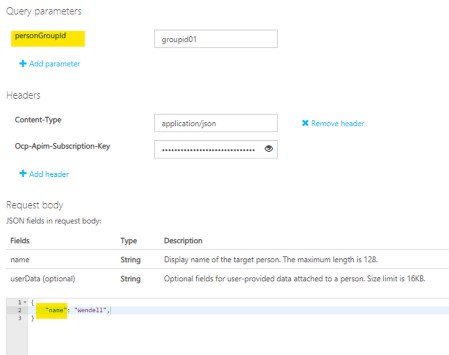 Query parameters
personGroupId
groupid01
+ Add parameter
Headers
Content-Type
application/json
✖ Remove header
Ocp-Apim-Subscription-Key
••••••••••••••••••••••••••••••
+ Add header
Request body
JSON fields in request body:
Fields Type Description
name String Display name of the target person. The maximum length is 128.
userData (optional) String Optional fields for user-provided data attached to a person. Size limit is 16KB.
1 {
2 "name": "Wendell",
3 }